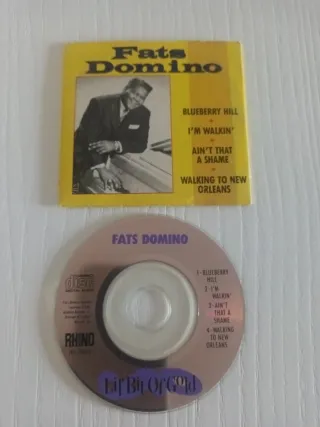 Fats
Domino
BLUEBERRY HILL
I'M WALKIN'
AIN'T THAT
A SHAME
WALKING TO NEW
ORLEANS
FATS DOMINO
disc
1-BLUEBERRY
HILL
2-I'M
WALKIN'
3-AIN'T
THAT A
SHAME
4-WALKING
TO NEW
ORLEANS
RHINO
Lil' Bit Of Gold